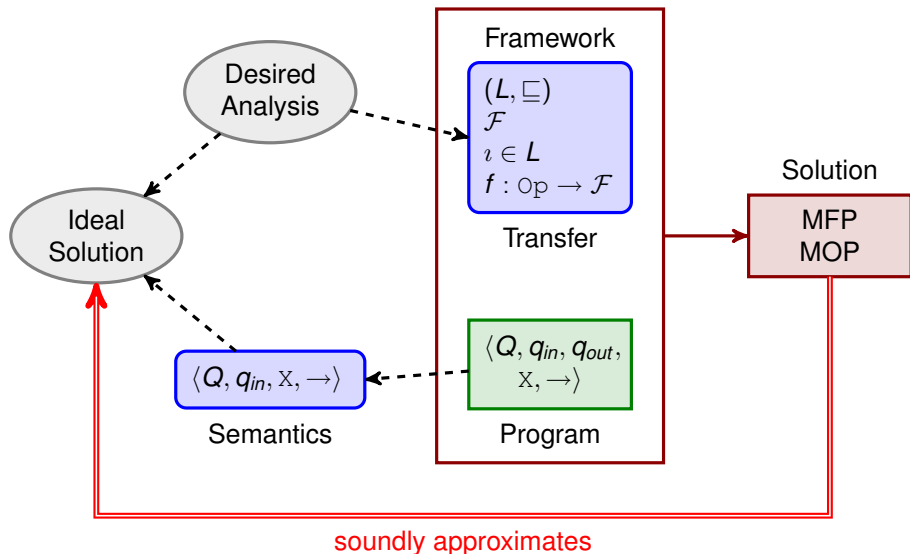 Framework
Desired
Analysis
(L, ⊑)
ℱ
ı ∈ L
f : Op → ℱ
Transfer
Solution
MFP
MOP
Ideal
Solution
⟨Q, q_in, X, →⟩
Semantics
⟨Q, q_in, q_out,
X, →⟩
Program
soundly approximates